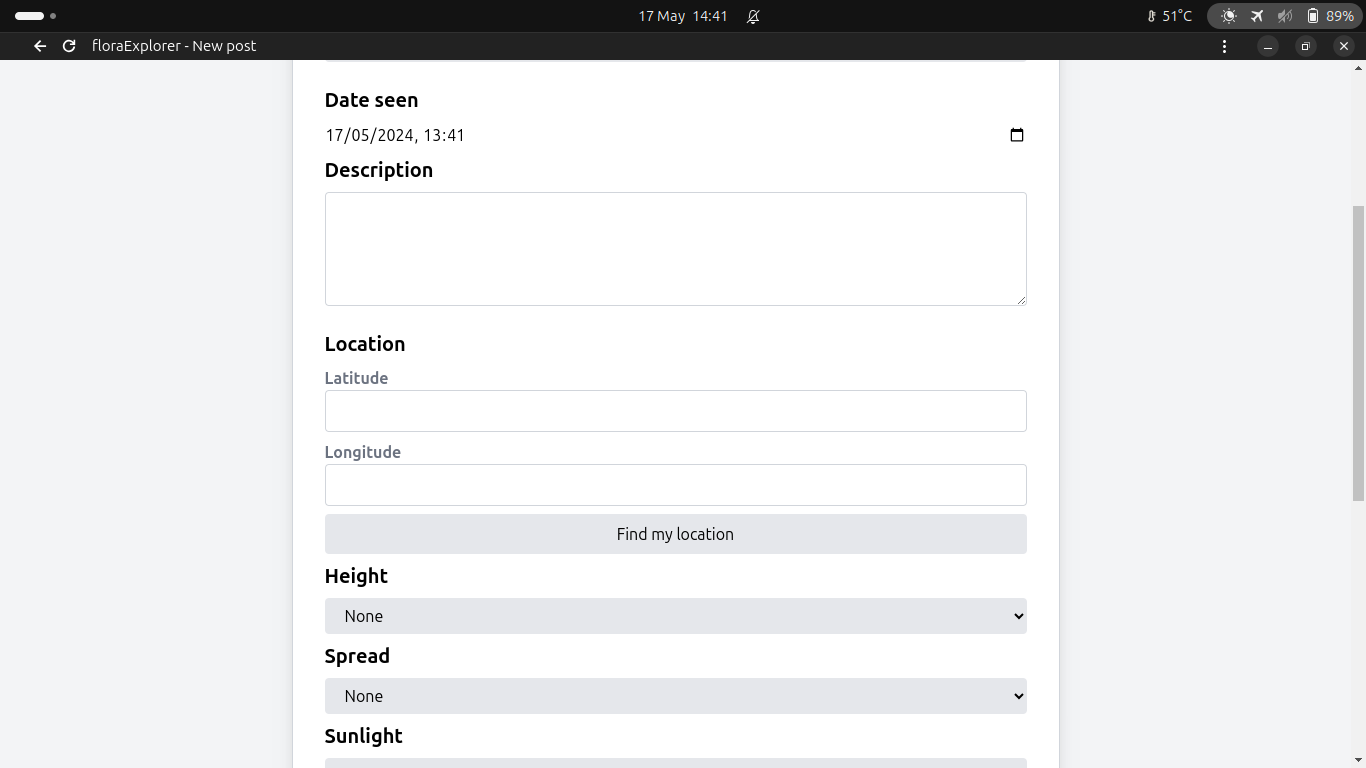 17 May 14:41
51°C
89%
floraExplorer - New post
Date seen
17/05/2024, 13:41
Description
Location
Latitude
Longitude
Find my location
Height
None
Spread
None
Sunlight